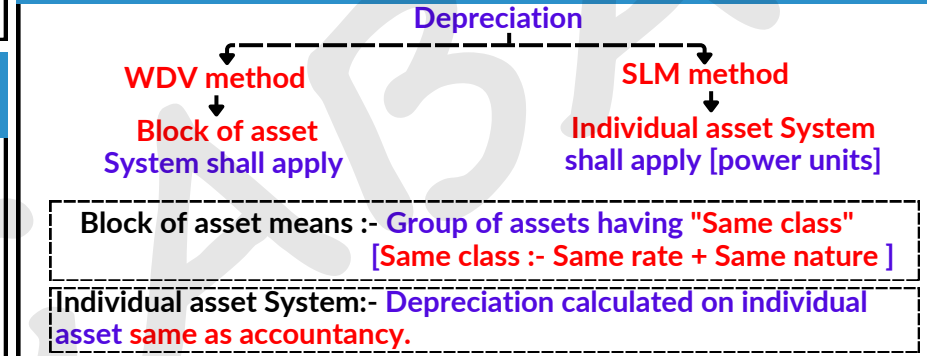 Depreciation
WDV method
SLM method
Block of asset
System shall apply
Individual asset System
shall apply [power units]
Block of asset means :- Group of assets having "Same class"
[Same class :- Same rate + Same nature ]
Individual asset System:- Depreciation calculated on individual
asset same as accountancy.